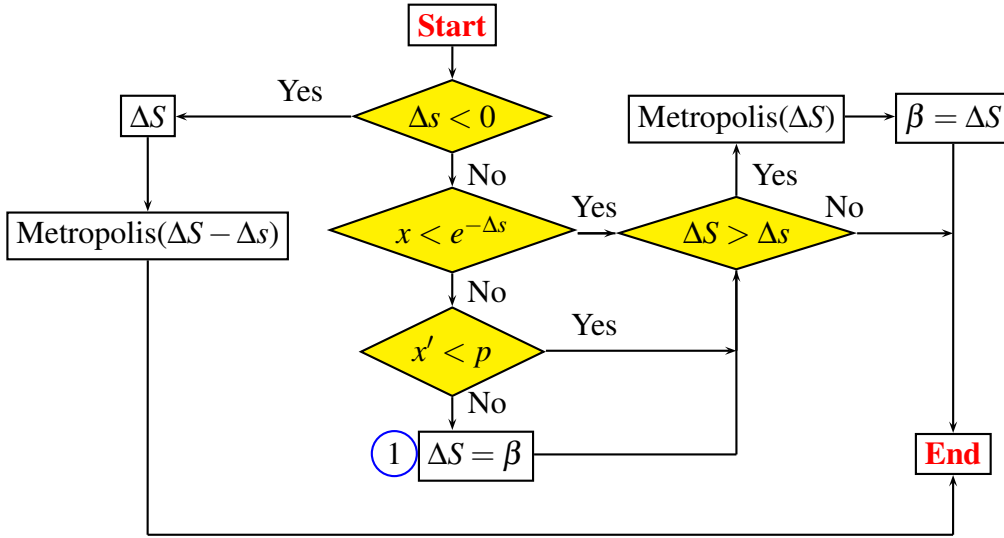 Start
Yes
Δs < 0
ΔS
Metropolis(ΔS)
β = ΔS
No
Yes
Metropolis(ΔS − Δs)
x < e^{−Δs}
Yes
ΔS > Δs
No
No
x′ < p
Yes
No
1
ΔS = β
End